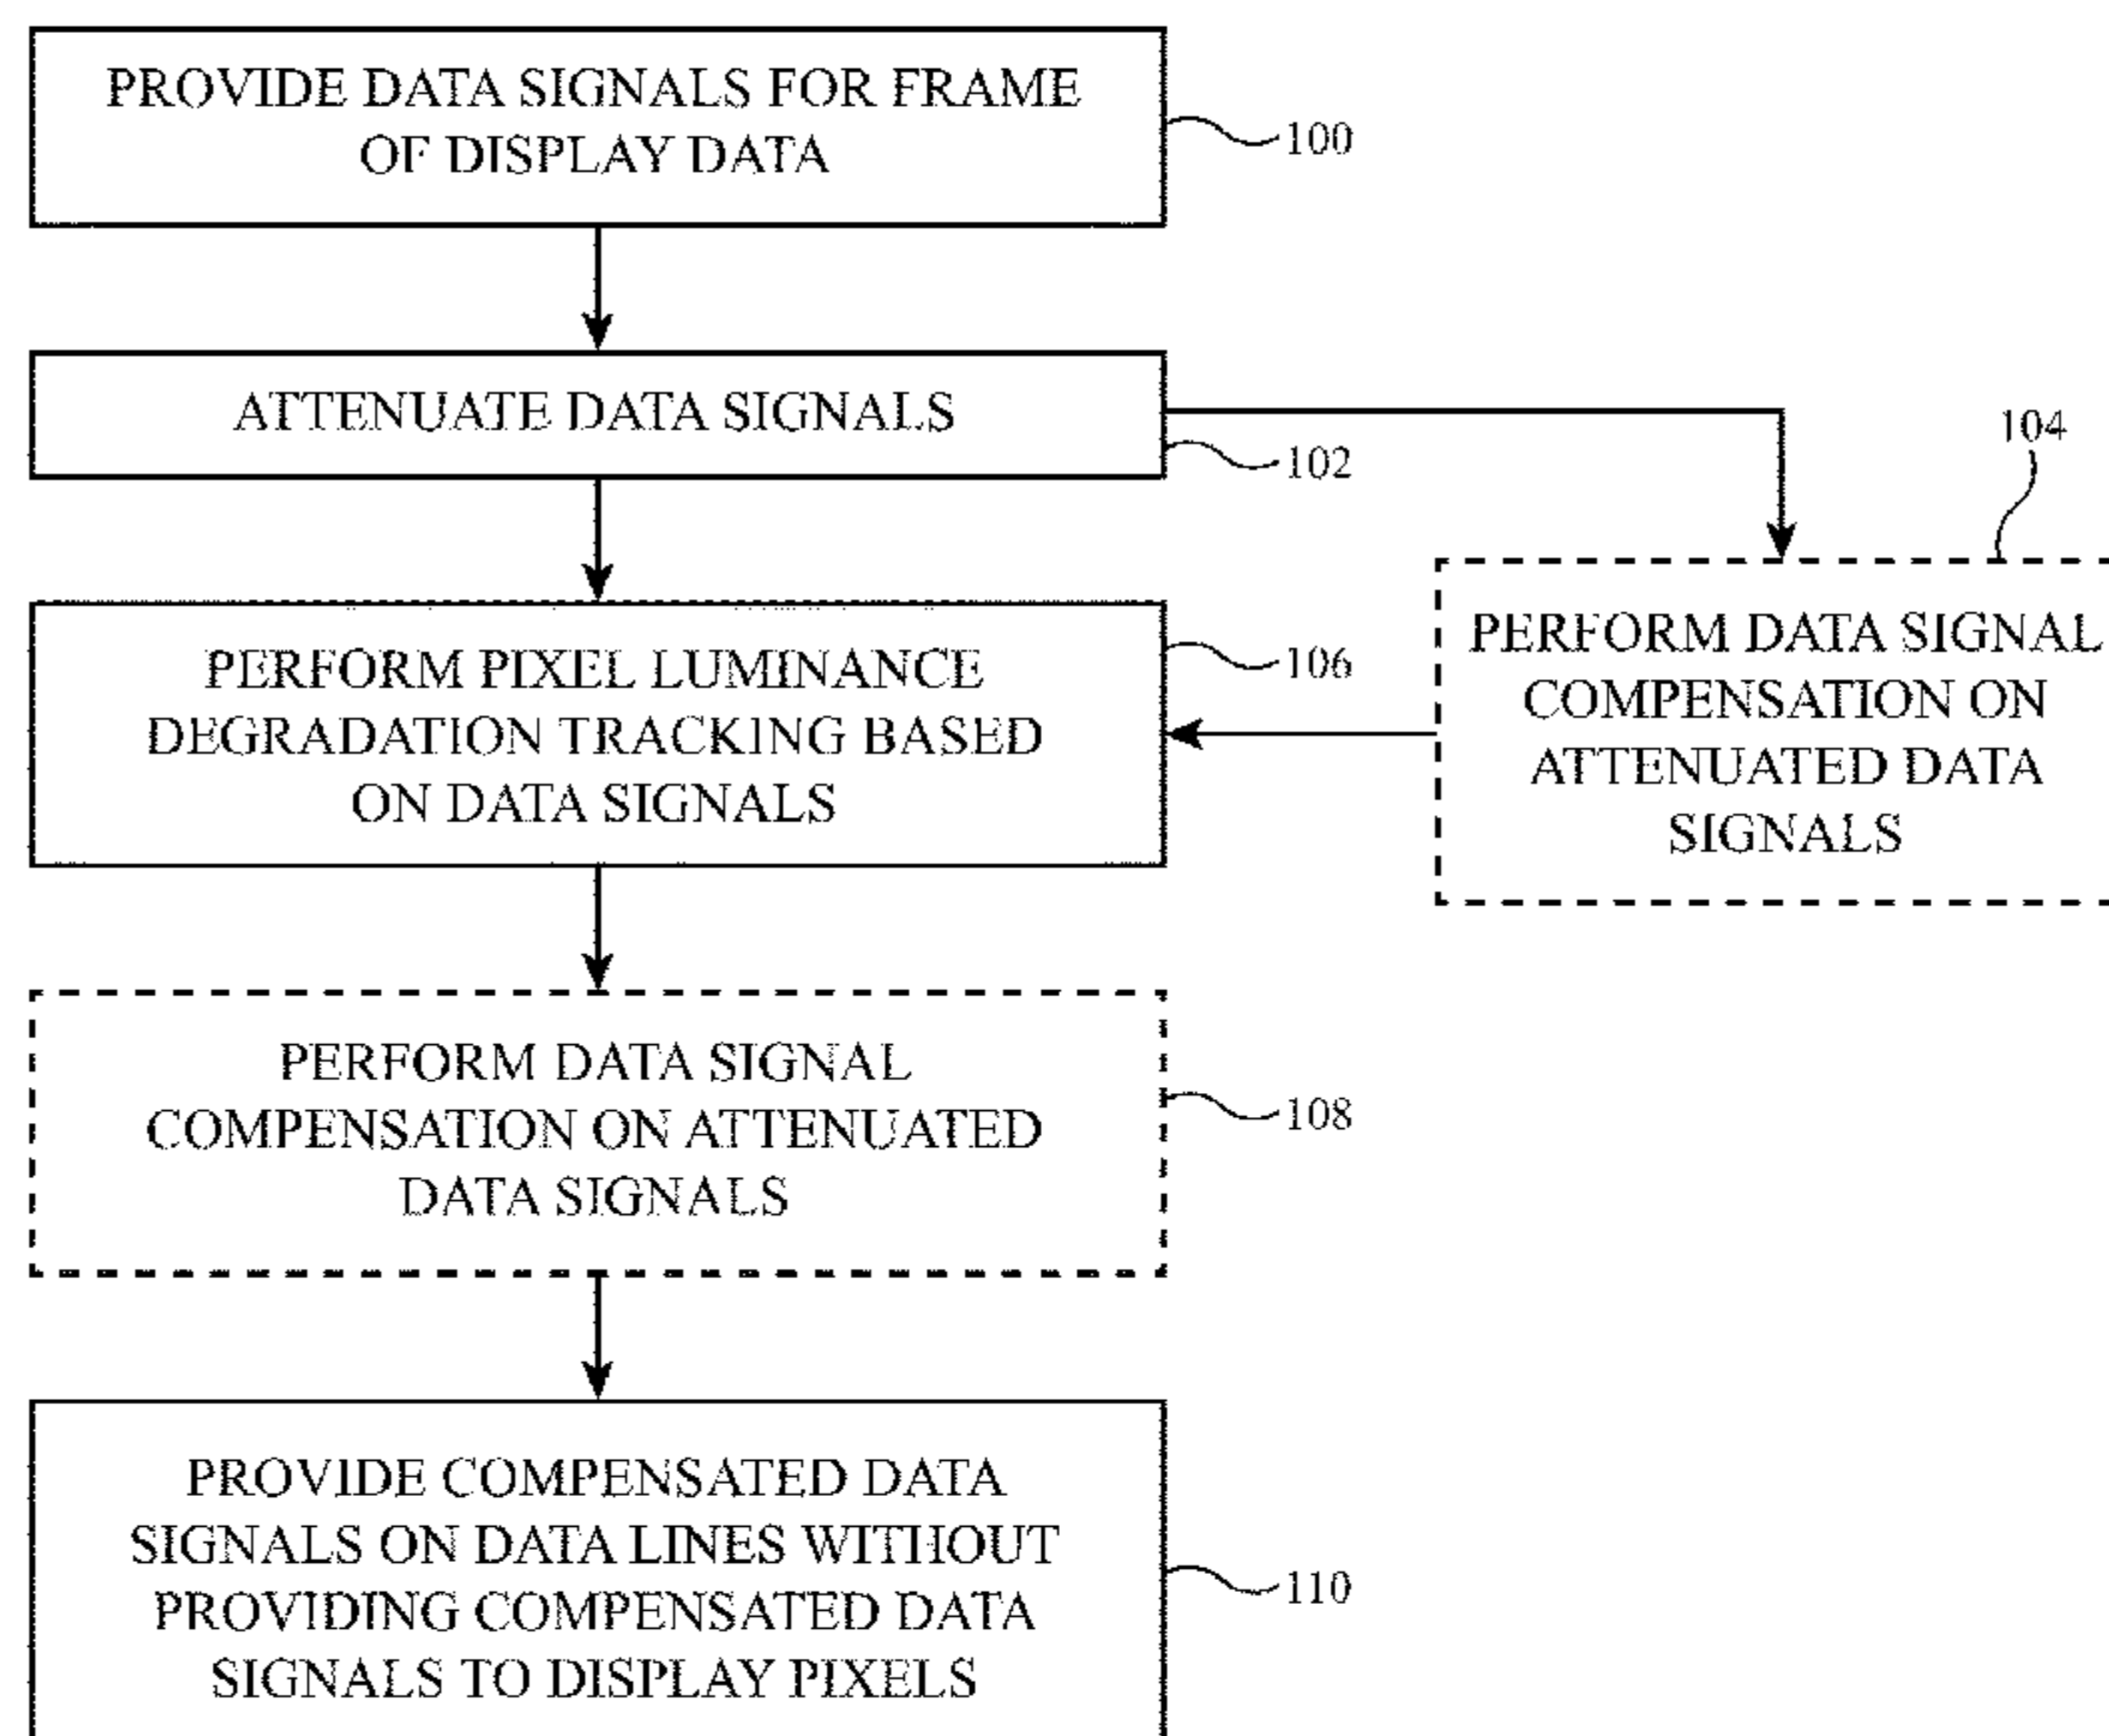 PROVIDE DATA SIGNALS FOR FRAME
OF DISPLAY DATA
100
ATTENUATE DATA SIGNALS
102
104
PERFORM DATA SIGNAL
COMPENSATION ON
ATTENUATED DATA
SIGNALS
PERFORM PIXEL LUMINANCE
DEGRADATION TRACKING BASED
ON DATA SIGNALS
106
PERFORM DATA SIGNAL
COMPENSATION ON ATTENUATED
DATA SIGNALS
108
PROVIDE COMPENSATED DATA
SIGNALS ON DATA LINES WITHOUT
PROVIDING COMPENSATED DATA
SIGNALS TO DISPLAY PIXELS
110